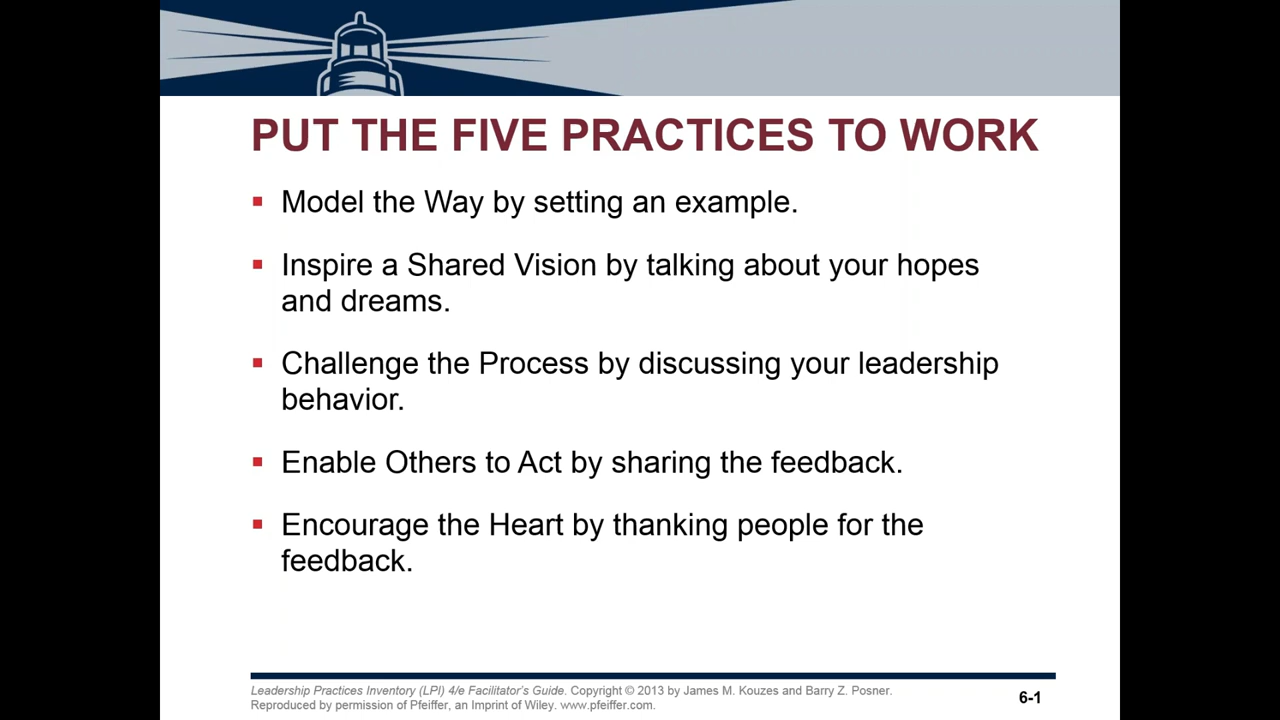 PUT THE FIVE PRACTICES TO WORK
▪ Model the Way by setting an example.
▪ Inspire a Shared Vision by talking about your hopes
and dreams.
▪ Challenge the Process by discussing your leadership
behavior.
▪ Enable Others to Act by sharing the feedback.
▪ Encourage the Heart by thanking people for the
feedback.
Leadership Practices Inventory (LPI) 4/e Facilitator's Guide. Copyright © 2013 by James M. Kouzes and Barry Z. Posner.
Reproduced by permission of Pfeiffer, an Imprint of Wiley. www.pfeiffer.com.
6-1